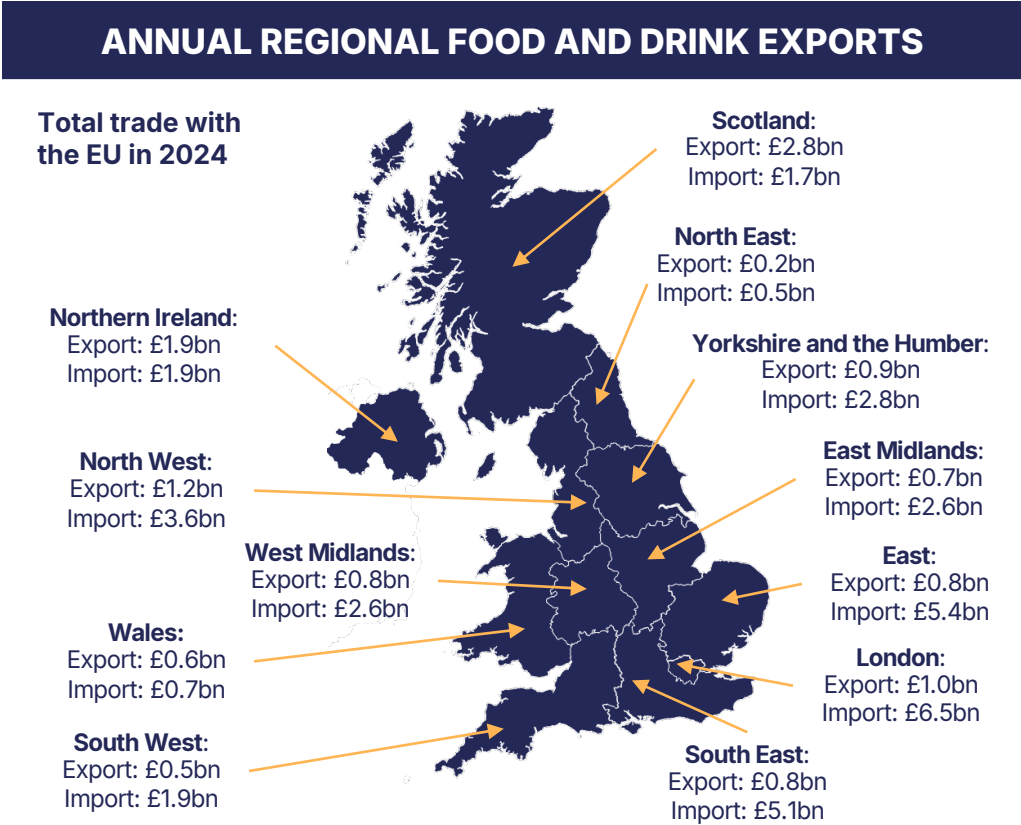 ANNUAL REGIONAL FOOD AND DRINK EXPORTS
Total trade with
the EU in 2024
Scotland:
Export: £2.8bn
Import: £1.7bn
North East:
Export: £0.2bn
Import: £0.5bn
Northern Ireland:
Export: £1.9bn
Import: £1.9bn
Yorkshire and the Humber:
Export: £0.9bn
Import: £2.8bn
North West:
Export: £1.2bn
Import: £3.6bn
East Midlands:
Export: £0.7bn
Import: £2.6bn
West Midlands:
Export: £0.8bn
Import: £2.6bn
East:
Export: £0.8bn
Import: £5.4bn
Wales:
Export: £0.6bn
Import: £0.7bn
London:
Export: £1.0bn
Import: £6.5bn
South West:
Export: £0.5bn
Import: £1.9bn
South East:
Export: £0.8bn
Import: £5.1bn